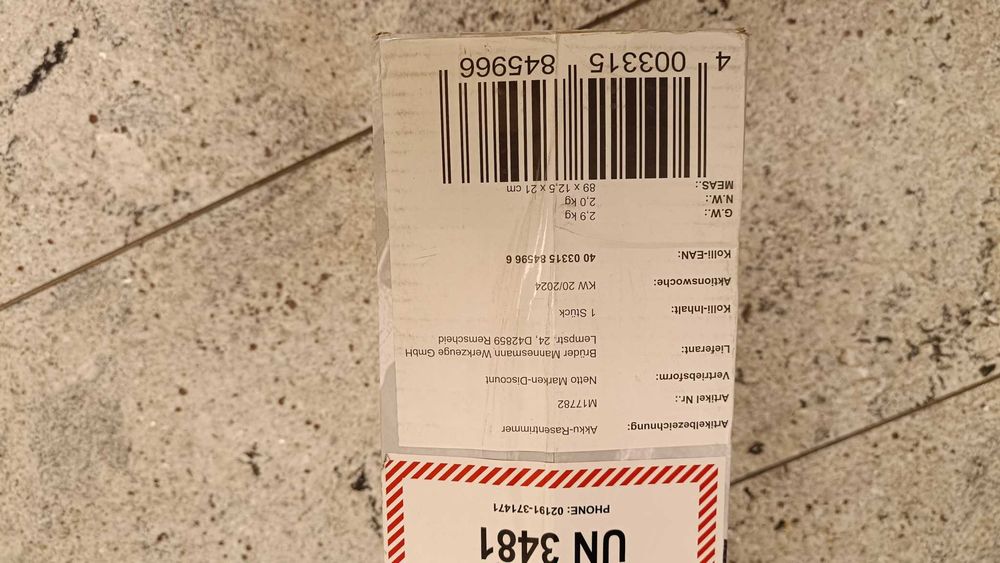 UN 3481
PHONE: 02191-371471
Artikelbezeichnung: Akku-Rasentrimmer
Artikel Nr.: M17782
Vertriebsform: Netto Marken-Discount
Lieferant: Brüder Mannesmann Werkzeuge GmbH
Lempstr. 24, D42859 Remscheid
Kolli-Inhalt: 1 Stück
Aktionswoche: KW 20/2024
Kolli-EAN: 40 03315 84596 6
G.W.: 2,9 kg
N.W.: 2,0 kg
MEAS.: 89 x 12,5 x 21 cm
4 003315 845966